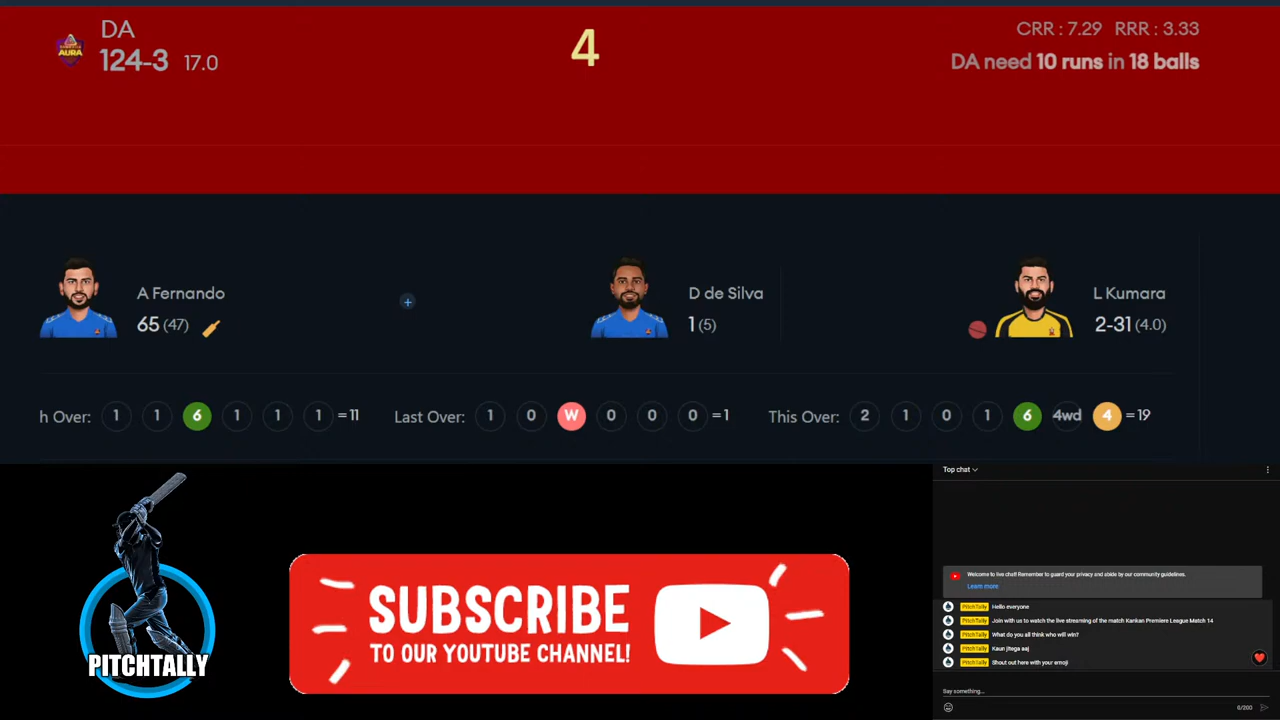 DA
AURA
124-3 17.0
4
CRR : 7.29 RRR : 3.33
DA need 10 runs in 18 balls
A Fernando
65 (47)
D de Silva
1 (5)
L Kumara
2-31 (4.0)
h Over: 1 1 6 1 1 1 =11 Last Over: 1 0 W 0 0 0 =1 This Over: 2 1 0 1 6 4wd 4 =19
PITCHTALLY
SUBSCRIBE
TO OUR YOUTUBE CHANNEL!
Top chat
Welcome to live chat! Remember to guard your privacy and abide by our community guidelines.
Learn more
PitchTally Hello everyone
PitchTally Join with us to watch the live streaming of the match Kankan Premiere League Match 14
PitchTally What do you all think who will win?
PitchTally Kaun jitega aaj
PitchTally Shout out here with your emoji
Say something...
0/200